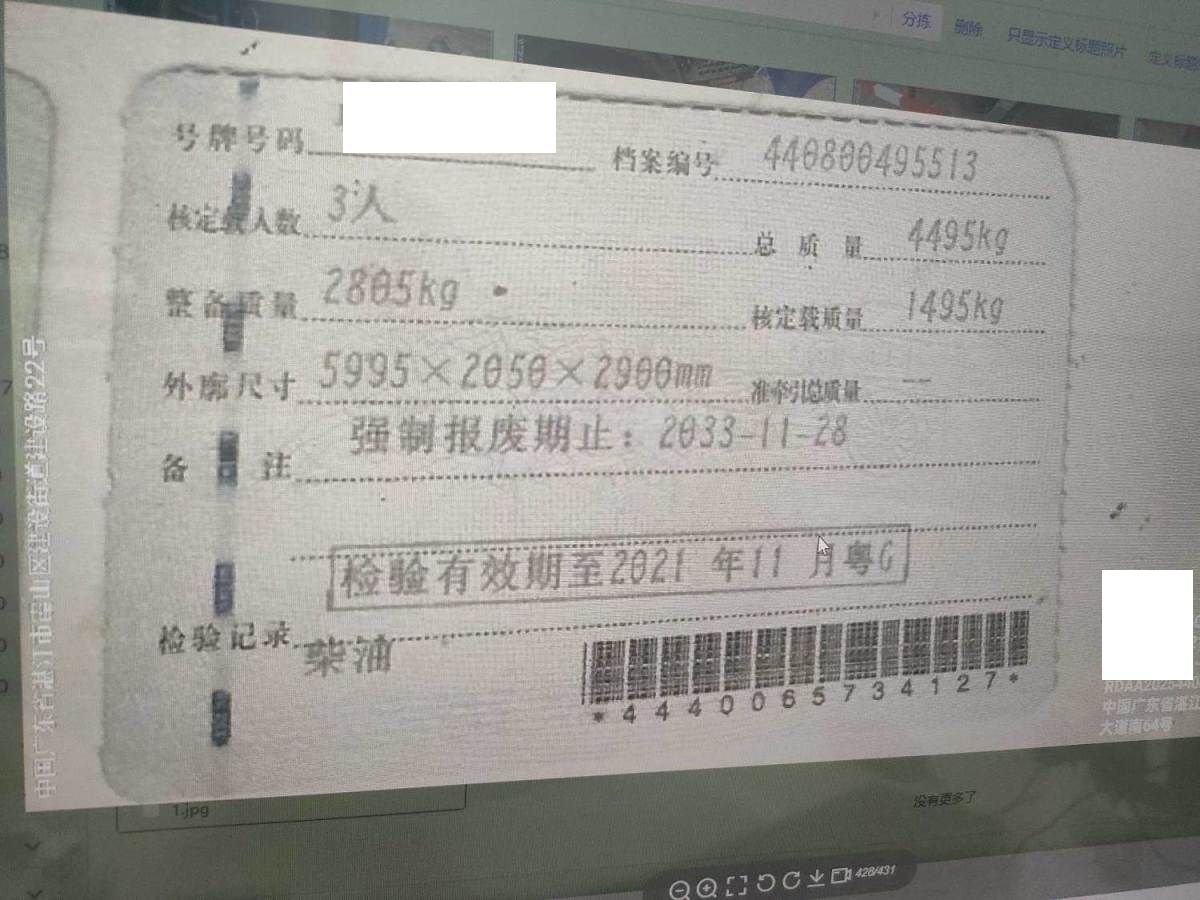 分拣 删除 只显示定义标题照片 定义标题
号牌号码
档案编号 440800495513
核定载人数 3人
总质量 4495kg
整备质量 2805kg
核定载质量 1495kg
外廓尺寸 5995×2050×2900mm
准牵引总质量 --
备注 强制报废期止：2033-11-28
检验有效期至2021 年11 月粤G
检验记录
柴油
*4440065734127*
中国广东省湛江市霞山区建设街道建设路22号
中国广东省湛江
大道南64号
1.jpg
没有更多了
428/431